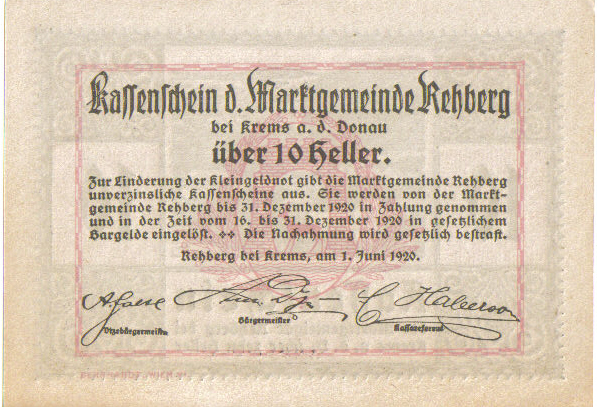 Kassenschein d. Marktgemeinde Rehberg
bei Krems a. d. Donau
über 10 Heller.
Zur Linderung der Kleingeldnot gibt die Marktgemeinde Rehberg
unverzinsliche Kassenscheine aus. Sie werden von der Markt-
gemeinde Rehberg bis 31. Dezember 1920 in Zahlung genommen
und in der Zeit vom 16. bis 31. Dezember 1920 in gesetzlichem
Bargelde eingelöst. ❖❖ Die Nachahmung wird gesetzlich bestraft.
Rehberg bei Krems, am 1. Juni 1920.
Vizebürgermeister
Bürgermeister
Kassareferent